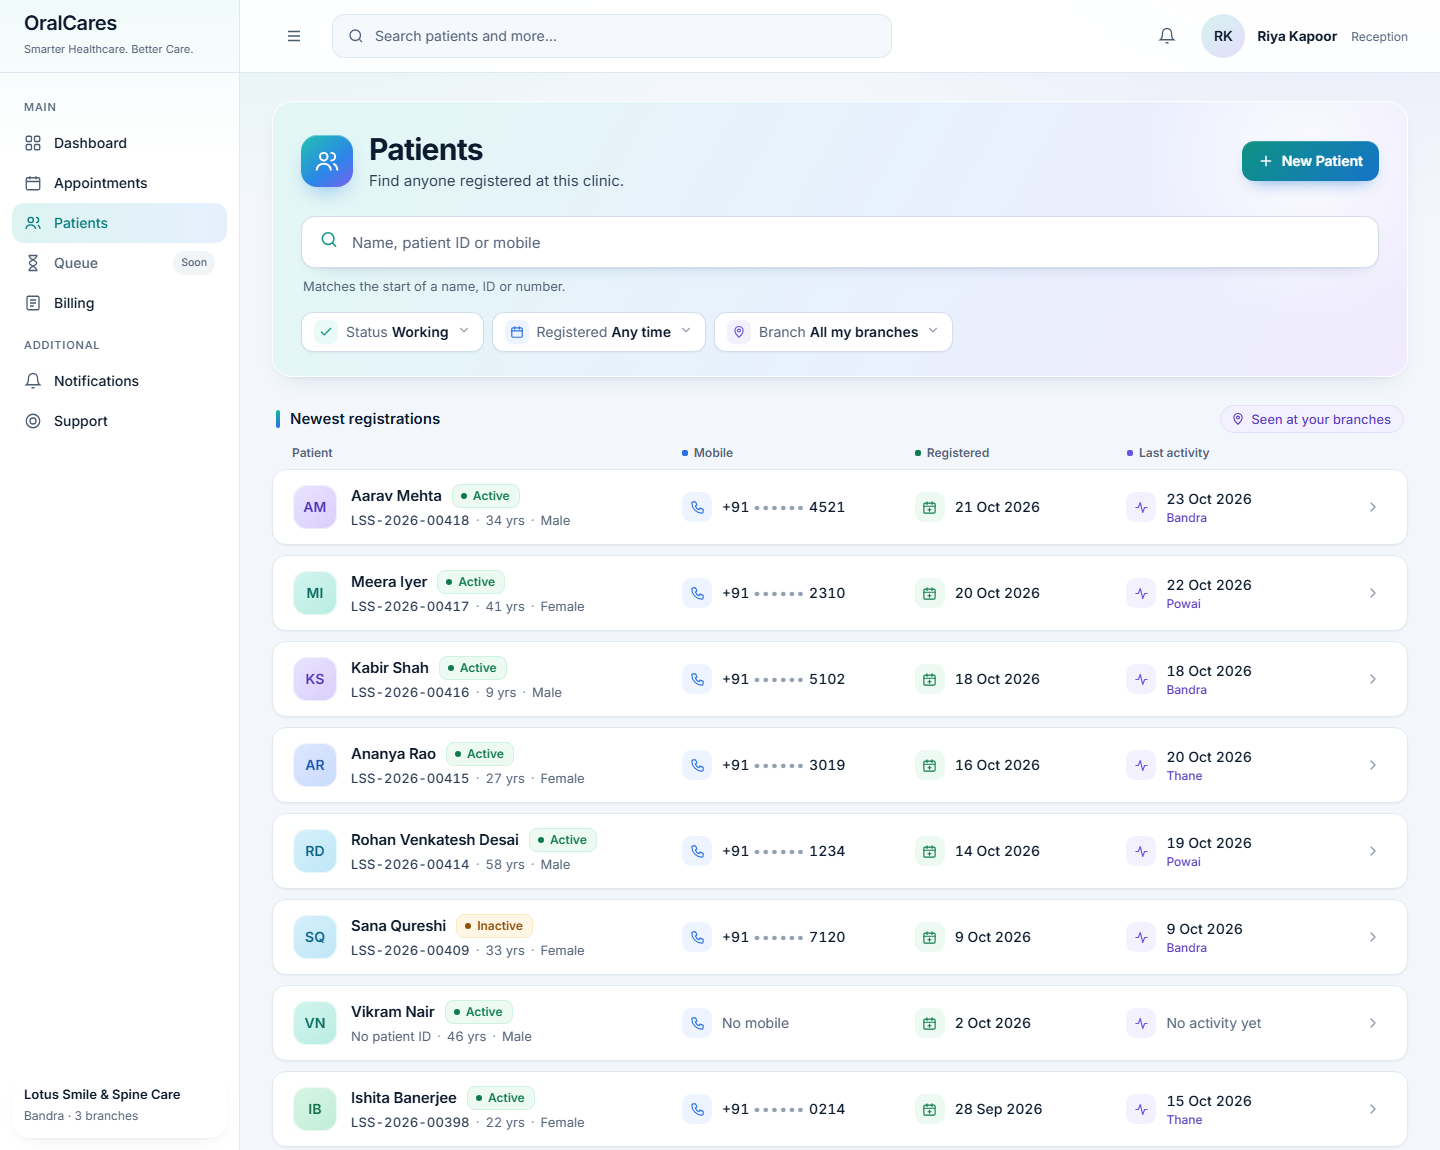 OralCares
Smarter Healthcare. Better Care.
Search patients and more...
RK
Riya Kapoor
Reception
MAIN
Dashboard
Appointments
Patients
Queue
Soon
Billing
ADDITIONAL
Notifications
Support
Lotus Smile & Spine Care
Bandra · 3 branches
Patients
Find anyone registered at this clinic.
New Patient
Name, patient ID or mobile
Matches the start of a name, ID or number.
Status Working
Registered Any time
Branch All my branches
Newest registrations
Seen at your branches
Patient
Mobile
Registered
Last activity
AM
Aarav Mehta
Active
LSS-2026-00418 · 34 yrs · Male
+91 •••••• 4521
21 Oct 2026
23 Oct 2026
Bandra
MI
Meera Iyer
Active
LSS-2026-00417 · 41 yrs · Female
+91 •••••• 2310
20 Oct 2026
22 Oct 2026
Powai
KS
Kabir Shah
Active
LSS-2026-00416 · 9 yrs · Male
+91 •••••• 5102
18 Oct 2026
18 Oct 2026
Bandra
AR
Ananya Rao
Active
LSS-2026-00415 · 27 yrs · Female
+91 •••••• 3019
16 Oct 2026
20 Oct 2026
Thane
RD
Rohan Venkatesh Desai
Active
LSS-2026-00414 · 58 yrs · Male
+91 •••••• 1234
14 Oct 2026
19 Oct 2026
Powai
SQ
Sana Qureshi
Inactive
LSS-2026-00409 · 33 yrs · Female
+91 •••••• 7120
9 Oct 2026
9 Oct 2026
Bandra
VN
Vikram Nair
Active
No patient ID · 46 yrs · Male
No mobile
2 Oct 2026
No activity yet
IB
Ishita Banerjee
Active
LSS-2026-00398 · 22 yrs · Female
+91 •••••• 0214
28 Sep 2026
15 Oct 2026
Thane